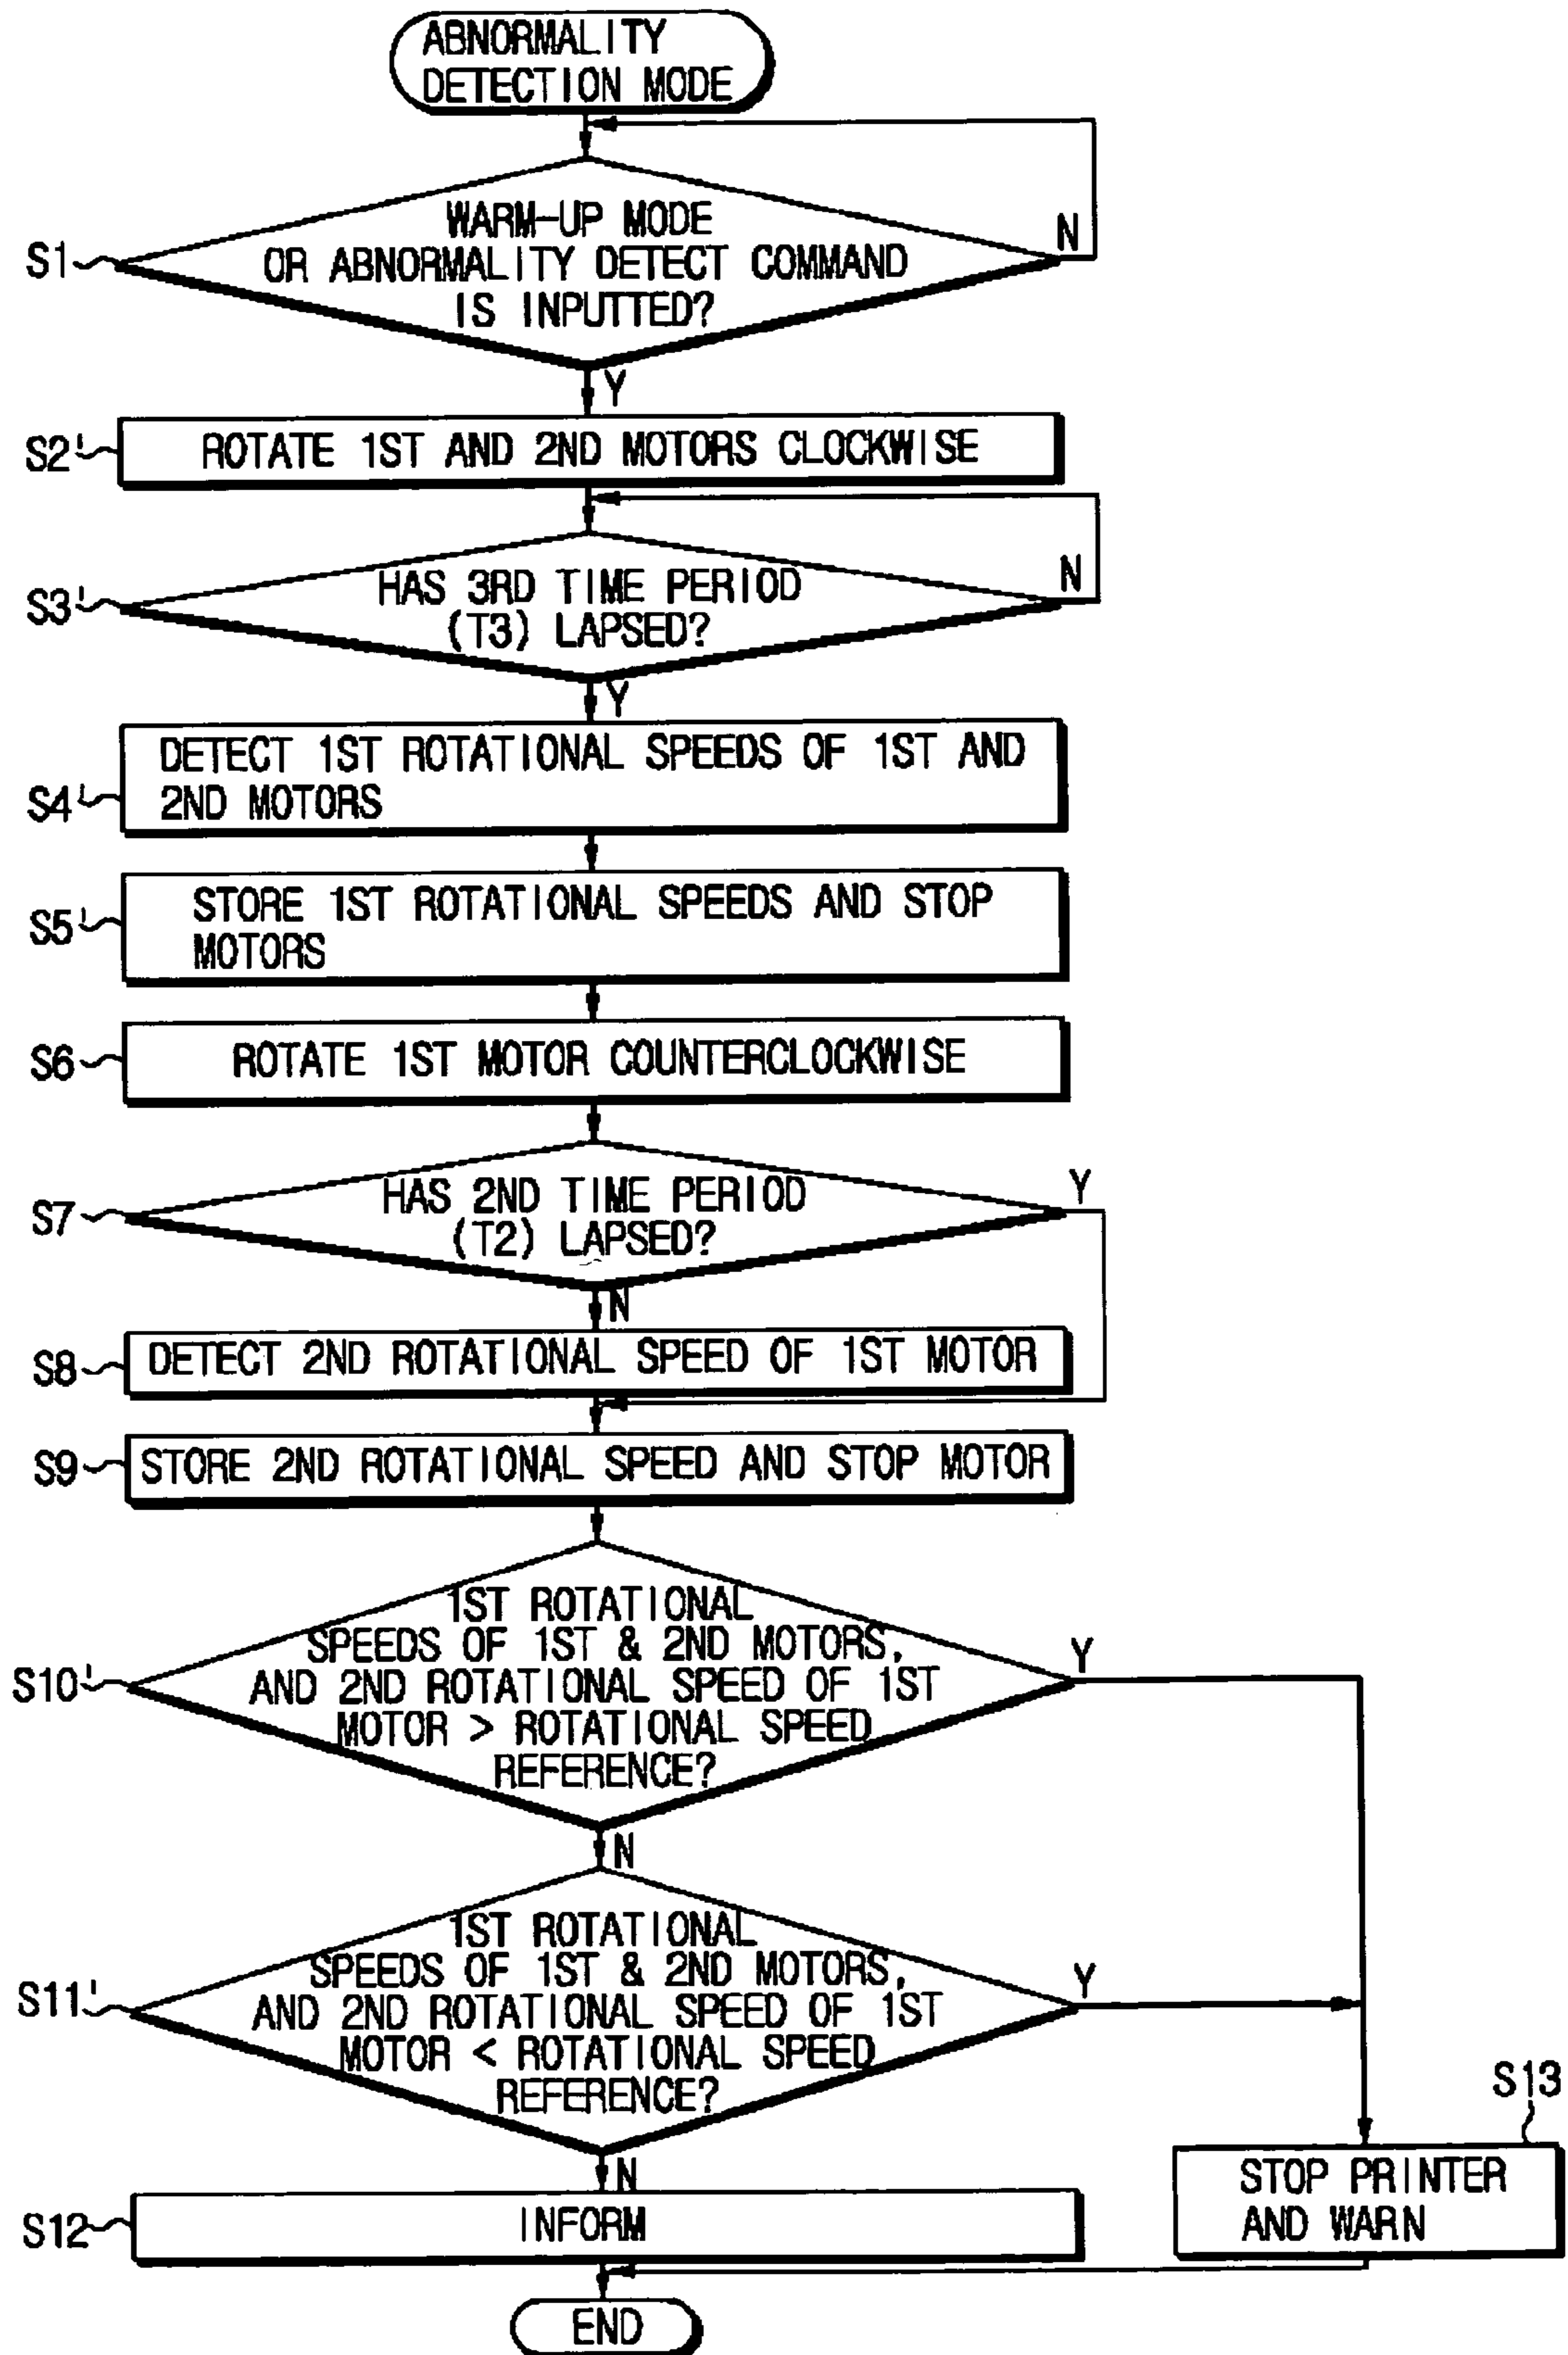 ABNORMALITY
DETECTION MODE
WARM-UP MODE
OR ABNORMALITY DETECT COMMAND
IS INPUTTED?
N
S1
Y
S2'
ROTATE 1ST AND 2ND MOTORS CLOCKWISE
HAS 3RD TIME PERIOD
(T3) LAPSED?
N
S3'
Y
DETECT 1ST ROTATIONAL SPEEDS OF 1ST AND
2ND MOTORS
S4'
STORE 1ST ROTATIONAL SPEEDS AND STOP
MOTORS
S5'
S6
ROTATE 1ST MOTOR COUNTERCLOCKWISE
HAS 2ND TIME PERIOD
(T2) LAPSED?
Y
S7
N
S8
DETECT 2ND ROTATIONAL SPEED OF 1ST MOTOR
S9
STORE 2ND ROTATIONAL SPEED AND STOP MOTOR
1ST ROTATIONAL
SPEEDS OF 1ST & 2ND MOTORS,
AND 2ND ROTATIONAL SPEED OF 1ST
MOTOR > ROTATIONAL SPEED
REFERENCE?
Y
S10'
N
1ST ROTATIONAL
SPEEDS OF 1ST & 2ND MOTORS,
AND 2ND ROTATIONAL SPEED OF 1ST
MOTOR < ROTATIONAL SPEED
REFERENCE?
Y
S11'
N
S13
STOP PRINTER
AND WARN
S12
INFORM
END